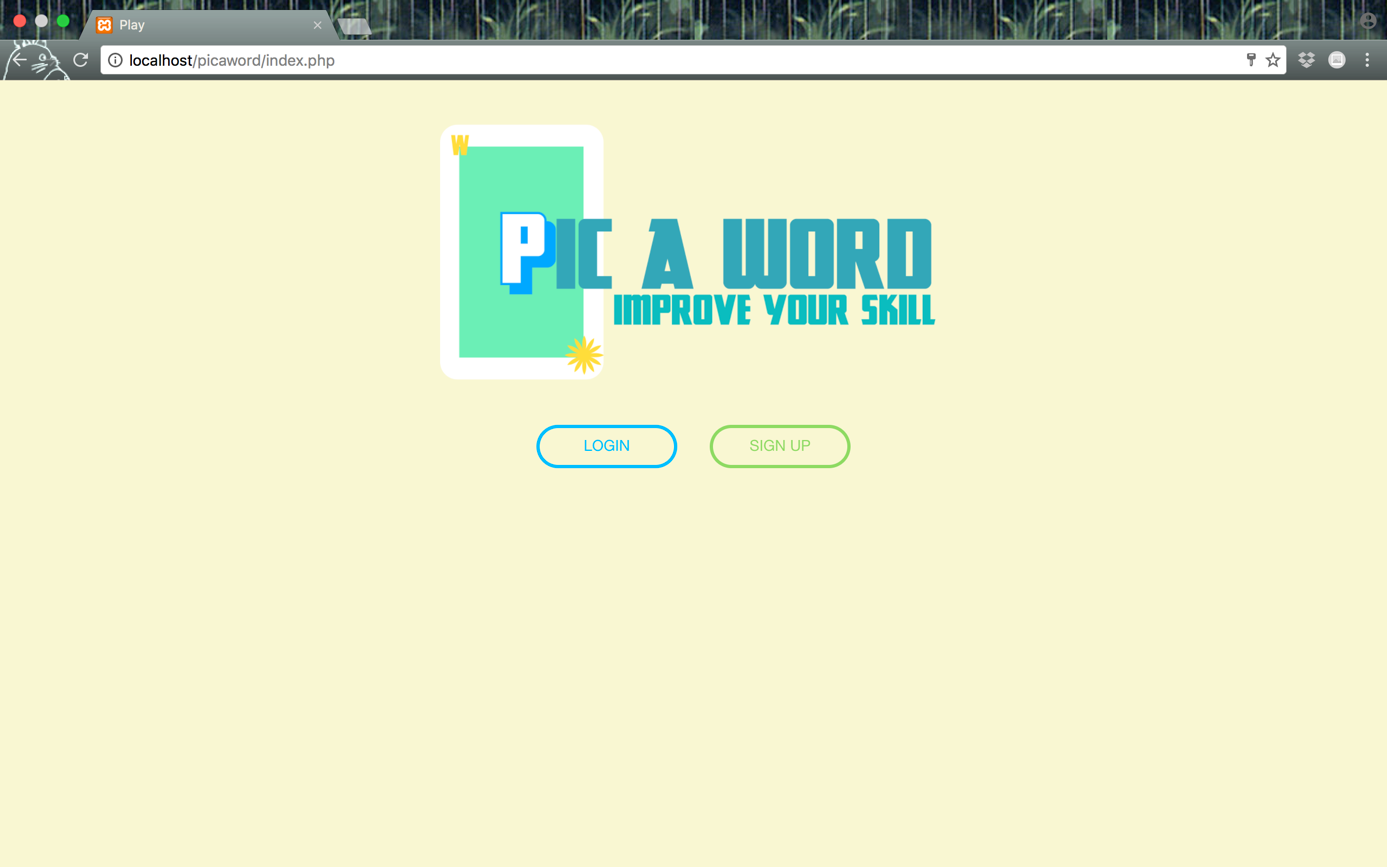 Play
localhost/picaword/index.php
W
PIC A WORD
IMPROVE YOUR SKILL
LOGIN
SIGN UP